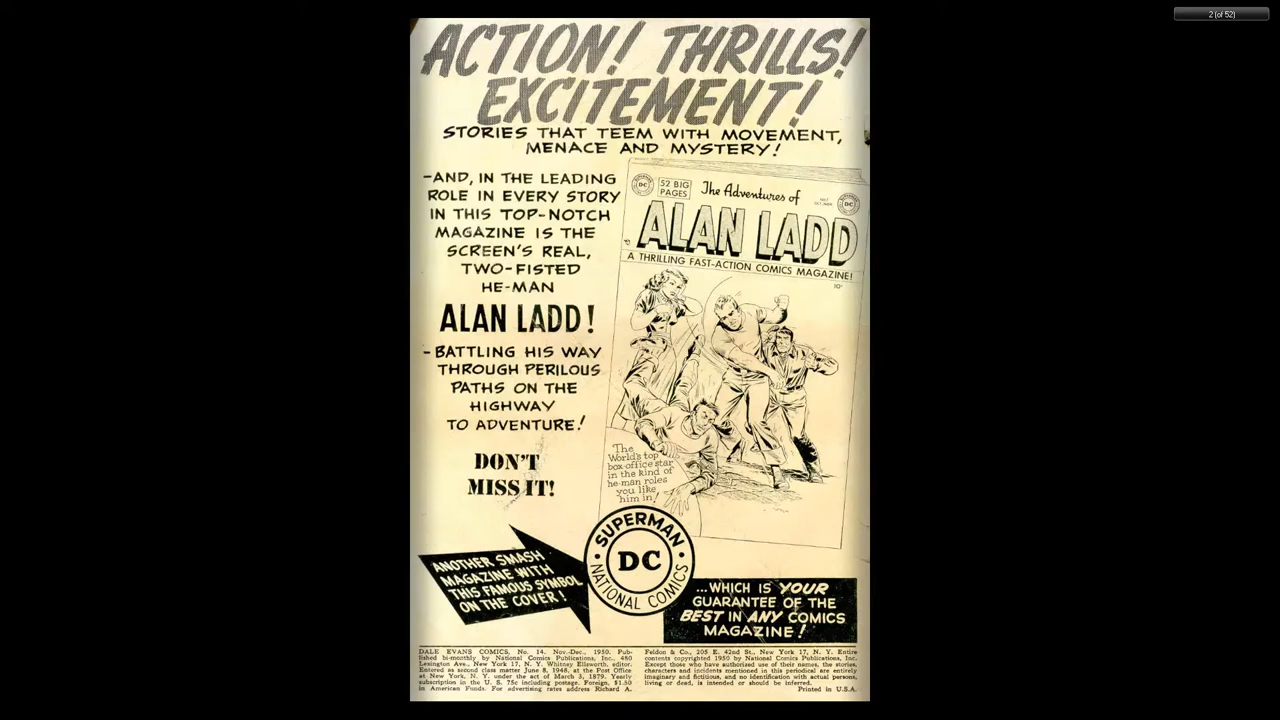 2 (of 52)
ACTION! THRILLS!
EXCITEMENT!
STORIES THAT TEEM WITH MOVEMENT,
MENACE AND MYSTERY!
-AND, IN THE LEADING
ROLE IN EVERY STORY
IN THIS TOP-NOTCH
MAGAZINE IS THE
SCREEN'S REAL,
TWO-FISTED
HE-MAN
ALAN LADD!
-BATTLING HIS WAY
THROUGH PERILOUS
PATHS ON THE
HIGHWAY
TO ADVENTURE!
DON'T
MISS IT!
DC
52 BIG
PAGES
The Adventures of
DC
ALAN LADD
A THRILLING FAST-ACTION COMICS MAGAZINE!
10¢
The
World's top
box-office star
in the kind of
he-man roles
you like
him in!
ANOTHER SMASH
MAGAZINE WITH
THIS FAMOUS SYMBOL
ON THE COVER!
SUPERMAN
DC
NATIONAL COMICS
...WHICH IS YOUR
GUARANTEE OF THE
BEST IN ANY COMICS
MAGAZINE!
DALE EVANS COMICS, No. 14. Nov.-Dec., 1950. Pub-
lished bi-monthly by National Comics Publications, Inc., 480
Lexington Ave., New York 17, N. Y. Whitney Ellsworth, editor.
Entered as second class matter June 8, 1948, at the Post Office
at New York, N. Y. under the act of March 3, 1879. Yearly
subscription in the U. S. 75c including postage. Foreign, $1.50
in American Funds. For advertising rates address Richard A.
Feldon & Co., 205 E. 42nd St., New York 17, N. Y. Entire
contents copyrighted 1950 by National Comics Publications, Inc.
Except those who have authorized use of their names, the stories,
characters and incidents mentioned in this periodical are entirely
imaginary and fictitious, and no identification with actual persons,
living or dead, is intended or should be inferred.
Printed in U.S.A.